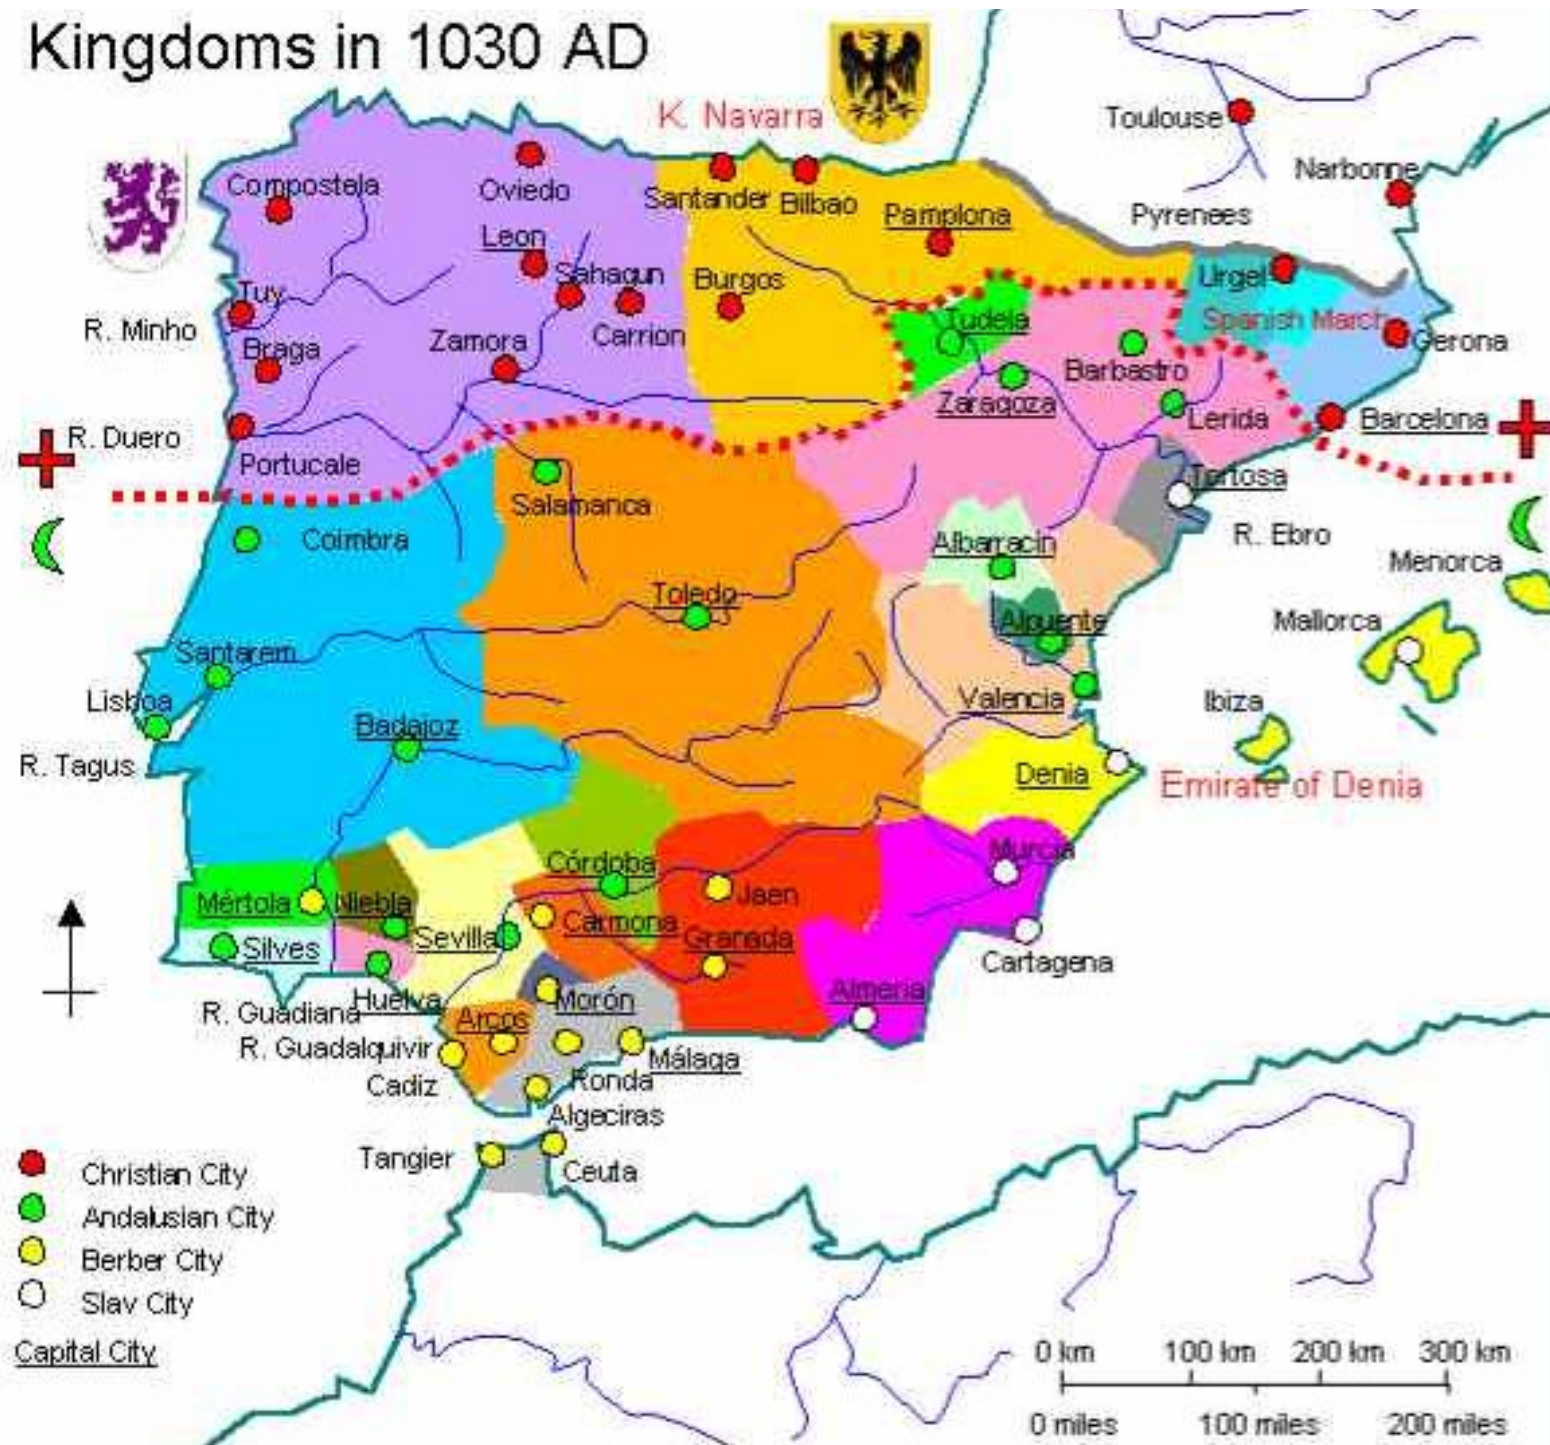 Kingdoms in 1030 AD
K. Navarra
Toulouse
Narbonne
Compostela
Oviedo
Santander
Bilbao
Pamplona
Pyrenees
Leon
Sahagun
Burgos
Urgel
Tuy
R. Minho
Carrion
Zamora
Braga
Tudela
Spanish March
Gerona
Barbastro
Zaragoza
Lerida
Barcelona
R. Duero
Portucale
Tortosa
Salamanca
Coimbra
Albarracin
R. Ebro
Menorca
Toledo
Alpuente
Mallorca
Santarem
Lisboa
Valencia
Ibiza
Badajoz
R. Tagus
Denia
Emirate of Denia
Murcia
Córdoba
Jaen
Mértola
Niebla
Carmona
Sevilla
Granada
Silves
Cartagena
Almeria
Huelva
Morón
R. Guadiana
Arcos
R. Guadalquivir
Málaga
Cadiz
Ronda
Algeciras
Tangier
Ceuta
Christian City
Andalusian City
Berber City
Slav City
Capital City
0 km 100 km 200 km 300 km
0 miles 100 miles 200 miles